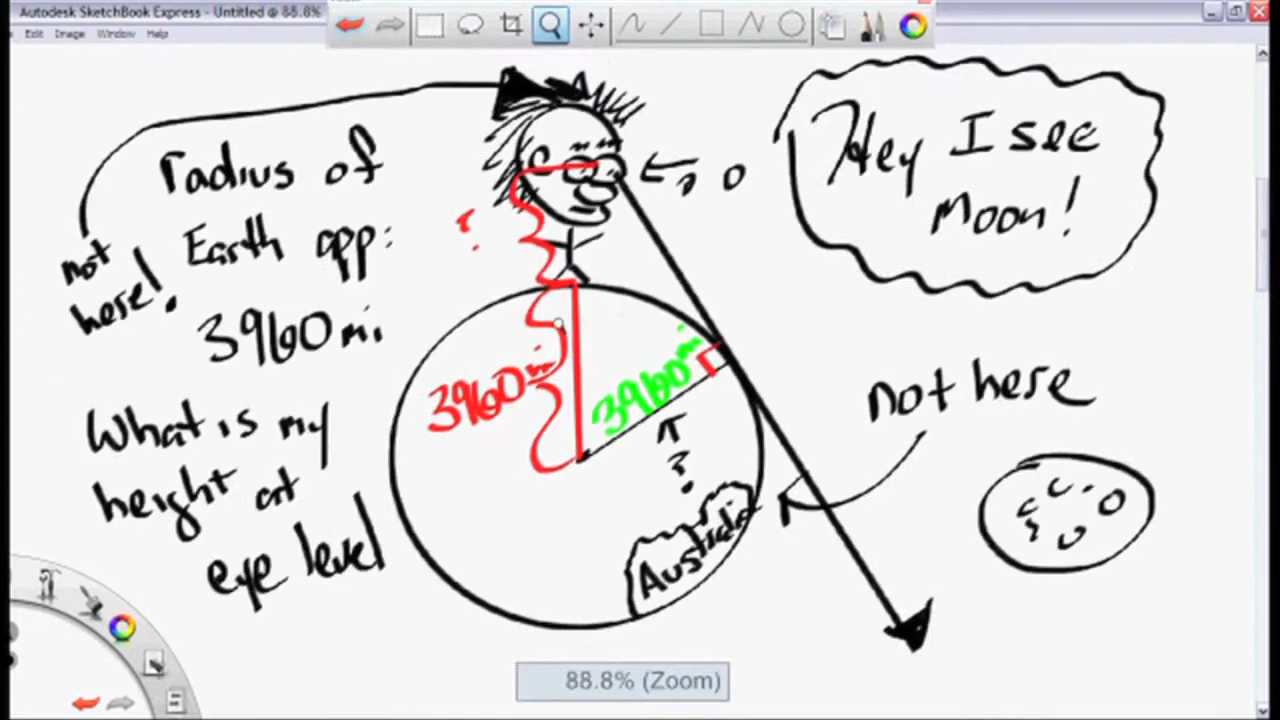 Autodesk SketchBook Express - Untitled @ 88.8%
Edit Image Window Help
radius of
Earth app:
3960 mi.
not
here!
What is my
height at
eye level
?
3960 mi
3960 mi
?
Hey I see
Moon!
not here
Australia
88.8% (Zoom)